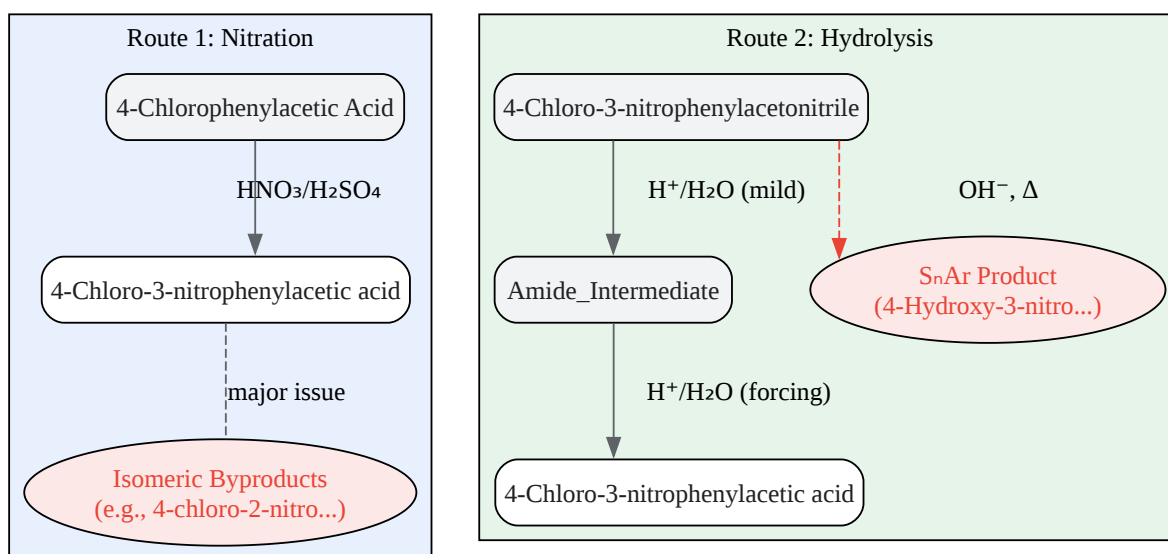 Route 1: Nitration
4-Chlorophenylacetic Acid
HNO₃/H₂SO₄
4-Chloro-3-nitrophenylacetic acid
major issue
Isomeric Byproducts
(e.g., 4-chloro-2-nitro...)
Route 2: Hydrolysis
4-Chloro-3-nitrophenylacetonitrile
H⁺/H₂O (mild)
OH⁻, Δ
Amide_Intermediate
SₙAr Product
(4-Hydroxy-3-nitro...)
H⁺/H₂O (forcing)
4-Chloro-3-nitrophenylacetic acid